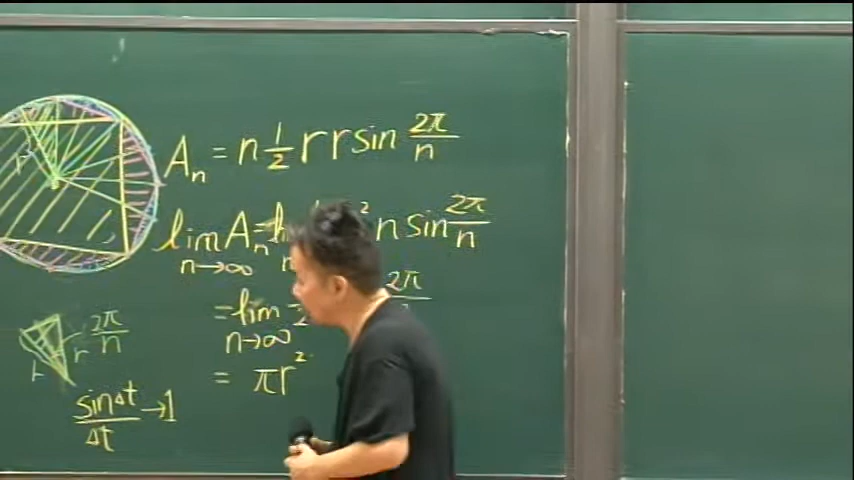 Aₙ = n 1/2 r r sin 2π/n
lim n→∞ Aₙ = n sin 2π/n
= lim n→∞ 2π
= πr²
r r 2π/n
sinΔt/Δt → 1